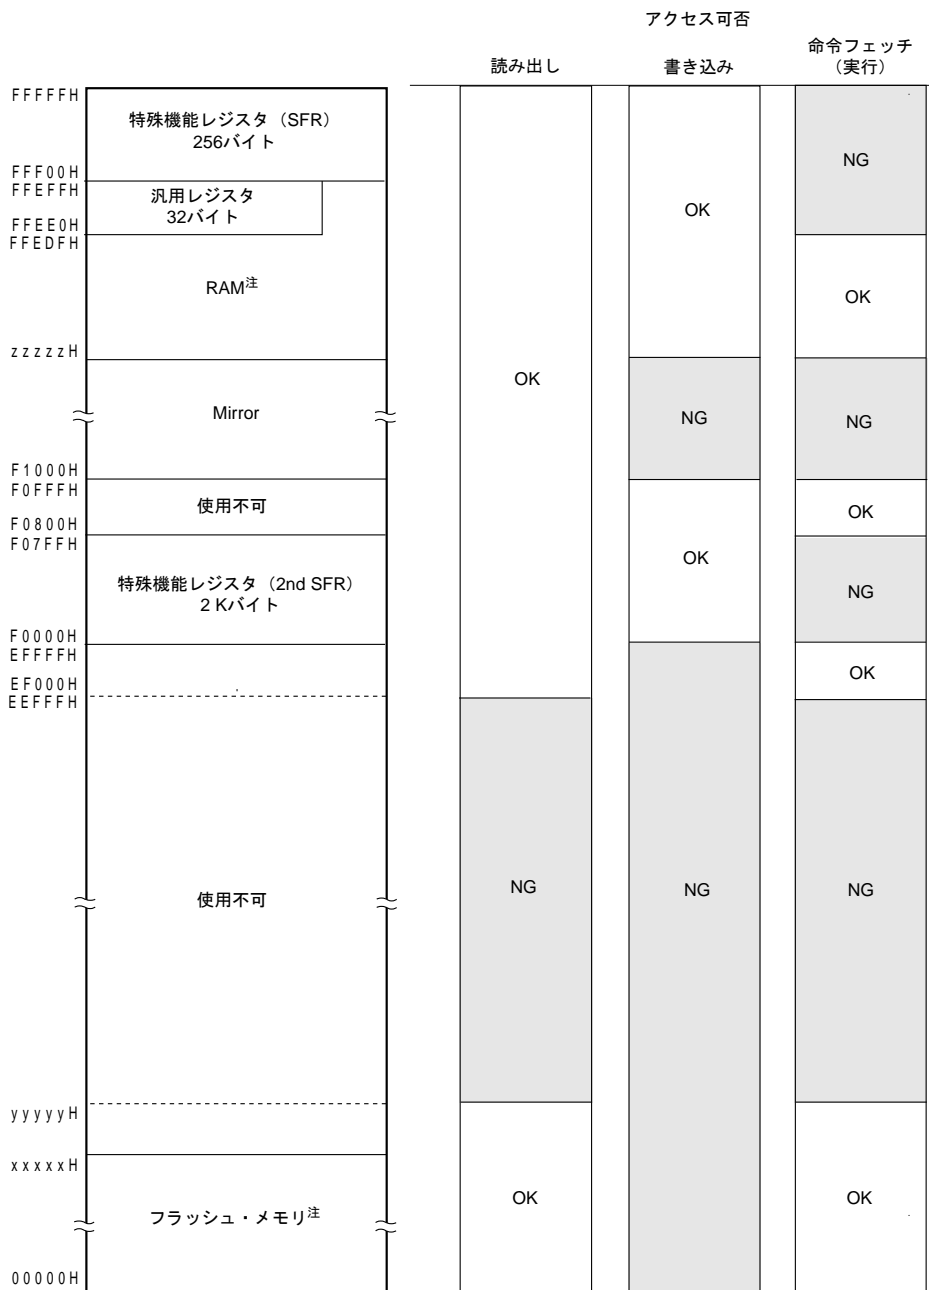 アクセス可否
読み出し
書き込み
命令フェッチ
（実行）
FFFFFH
特殊機能レジスタ（SFR）
256バイト
NG
FFF00H
FFEFFH
汎用レジスタ
32バイト
OK
FFEE0H
FFEDFH
RAM注
OK
zzzzzH
OK
Mirror
NG
NG
F1000H
F0FFFH
使用不可
OK
F0800H
F07FFH
OK
特殊機能レジスタ（2nd SFR）
2 Kバイト
NG
F0000H
EFFFFH
OK
EF000H
EEFFFH
使用不可
NG
NG
NG
yyyyyH
xxxxxH
フラッシュ・メモリ注
OK
OK
00000H